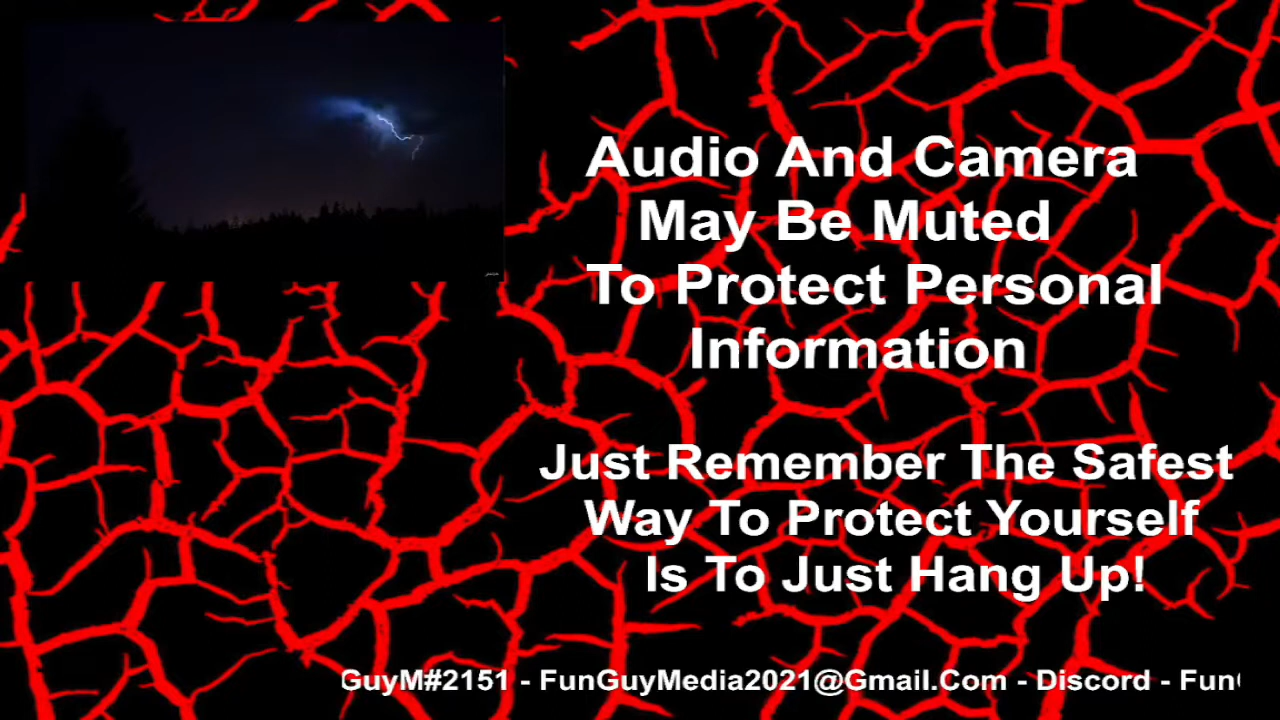 Audio And Camera
May Be Muted
To Protect Personal
Information
Just Remember The Safest
Way To Protect Yourself
Is To Just Hang Up!
GuyM#2151 - FunGuyMedia2021@Gmail.Com - Discord - Fun